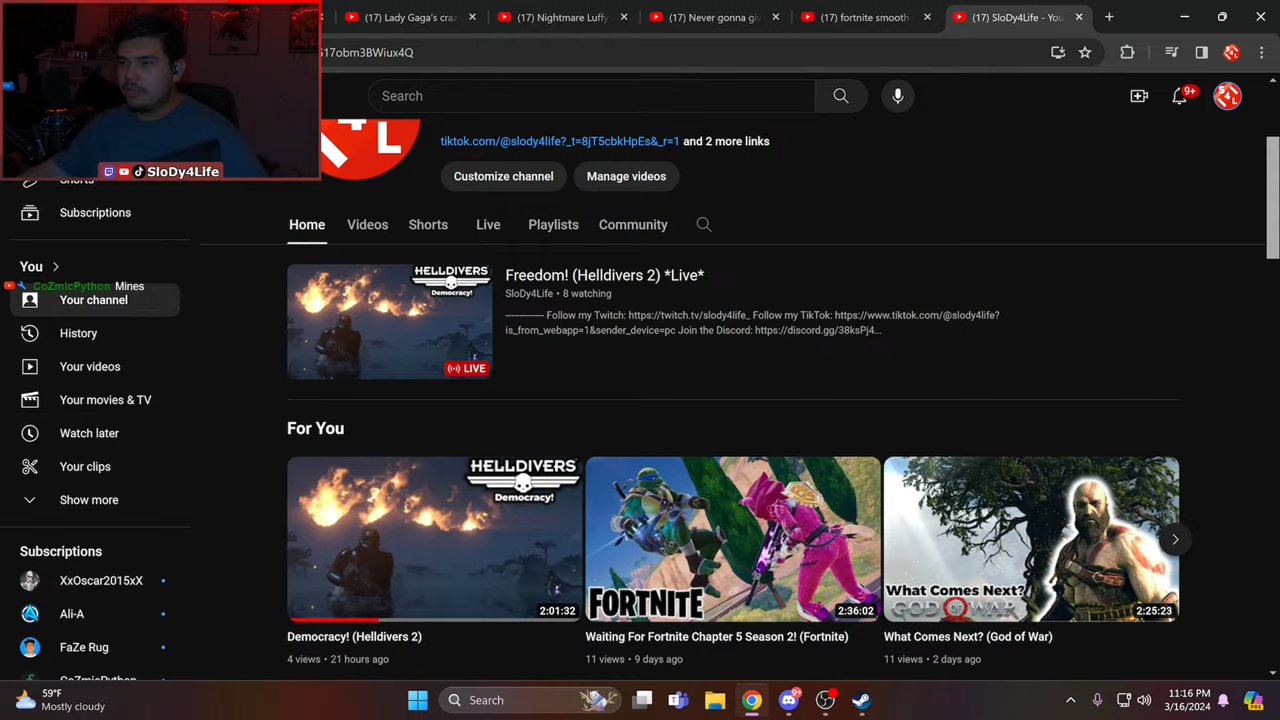 (17) Lady Gaga's craz
(17) Nightmare Luffy
(17) Never gonna giv
(17) fortnite smooth
(17) SloDy4Life - You
617obm3BWiux4Q
Search
9+
tiktok.com/@slody4life?_t=8jT5cbkHpEs&_r=1 and 2 more links
SloDy4Life
Customize channel
Manage videos
Shorts
Subscriptions
Home
Videos
Shorts
Live
Playlists
Community
You
CoZmicPython Mines
Your channel
History
Your videos
Your movies & TV
Watch later
Your clips
Show more
Subscriptions
XxOscar2015xX
Ali-A
FaZe Rug
CoZmicPython
HELLDIVERS
Democracy!
LIVE
Freedom! (Helldivers 2) *Live*
SloDy4Life • 8 watching
------------- Follow my Twitch: https://twitch.tv/slody4life_ Follow my TikTok: https://www.tiktok.com/@slody4life?
is_from_webapp=1&sender_device=pc Join the Discord: https://discord.gg/38ksPj4...
For You
HELLDIVERS
Democracy!
2:01:32
Democracy! (Helldivers 2)
4 views • 21 hours ago
FORTNITE
2:36:02
Waiting For Fortnite Chapter 5 Season 2! (Fortnite)
11 views • 9 days ago
What Comes Next?
GOD OF WAR
2:25:23
What Comes Next? (God of War)
11 views • 2 days ago
59°F
Mostly cloudy
Search
9+
11:16 PM
3/16/2024